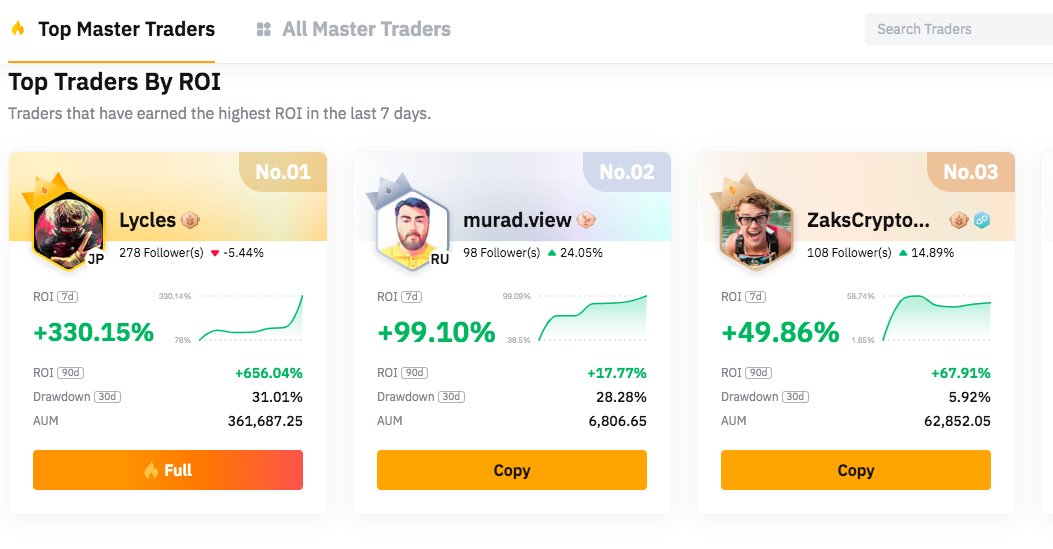 Top Master Traders
All Master Traders
Search Traders
Top Traders By ROI
Traders that have earned the highest ROI in the last 7 days.
No.01
Lycles
JP
278 Follower(s) -5.44%
ROI 7d
330.14%
78%
+330.15%
ROI 90d +656.04%
Drawdown 30d 31.01%
AUM 361,687.25
Full
No.02
murad.view
RU
98 Follower(s) 24.05%
ROI 7d
99.09%
38.5%
+99.10%
ROI 90d +17.77%
Drawdown 30d 28.28%
AUM 6,806.65
Copy
No.03
ZaksCrypto...
108 Follower(s) 14.89%
ROI 7d
58.74%
1.65%
+49.86%
ROI 90d +67.91%
Drawdown 30d 5.92%
AUM 62,852.05
Copy